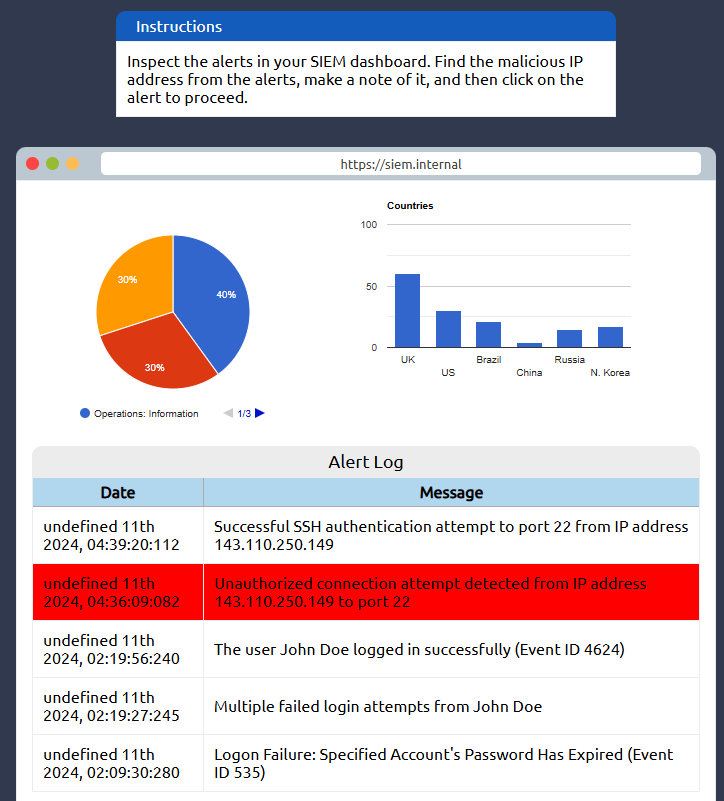 Instructions
Inspect the alerts in your SIEM dashboard. Find the malicious IP
address from the alerts, make a note of it, and then click on the
alert to proceed.
https://siem.internal
30%
40%
30%
Operations: Information
1/3
Countries
100
50
0
UK
US
Brazil
China
Russia
N. Korea
Alert Log
Date Message
undefined 11th
2024, 04:39:20:112
Successful SSH authentication attempt to port 22 from IP address
143.110.250.149
undefined 11th
2024, 04:36:09:082
Unauthorized connection attempt detected from IP address
143.110.250.149 to port 22
undefined 11th
2024, 02:19:56:240
The user John Doe logged in successfully (Event ID 4624)
undefined 11th
2024, 02:19:27:245
Multiple failed login attempts from John Doe
undefined 11th
2024, 02:09:30:280
Logon Failure: Specified Account's Password Has Expired (Event
ID 535)